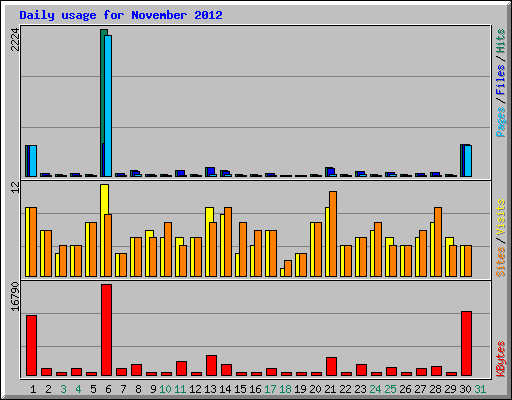 Daily usage for November 2012
2224
Pages / Files / Hits
12
Sites / Visits
16790
KBytes
1 2 3 4 5 6 7 8 9 10 11 12 13 14 15 16 17 18 19 20 21 22 23 24 25 26 27 28 29 30 31